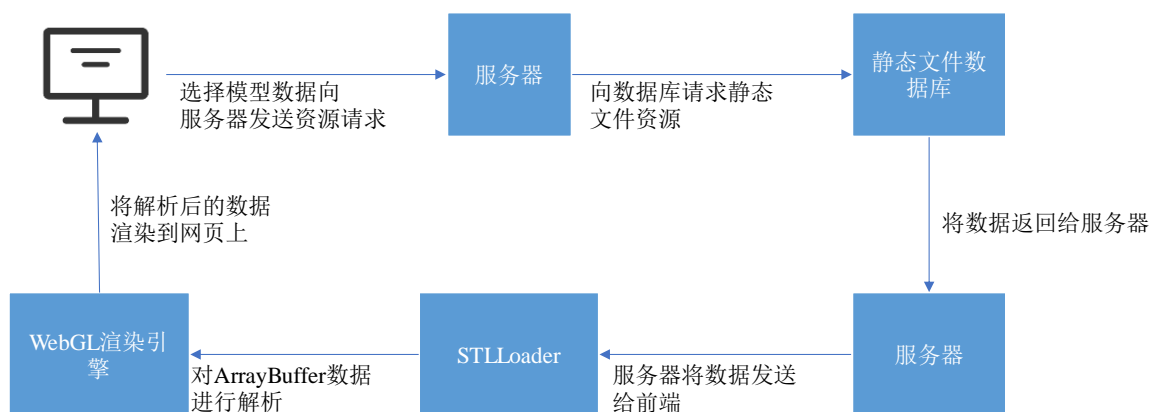 服务器
静态文件数
据库
选择模型数据向
服务器发送资源请求
向数据库请求静态
文件资源
将解析后的数据
渲染到网页上
将数据返回给服务器
WebGL渲染引
擎
STLLoader
服务器
对ArrayBuffer数据
进行解析
服务器将数据发送
给前端